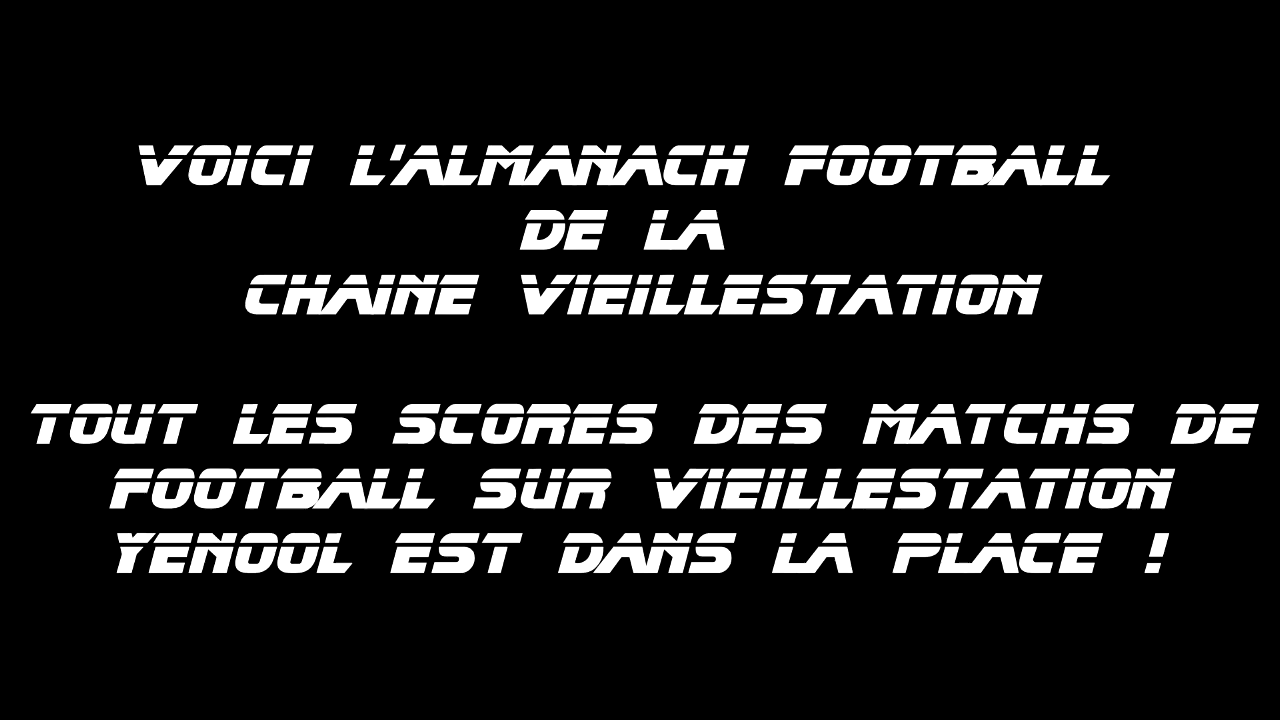 VOICI L'ALMANACH FOOTBALL
DE LA
CHAINE VIEILLESTATION
TOUT LES SCORES DES MATCHS DE
FOOTBALL SUR VIEILLESTATION
YENOOL EST DANS LA PLACE !